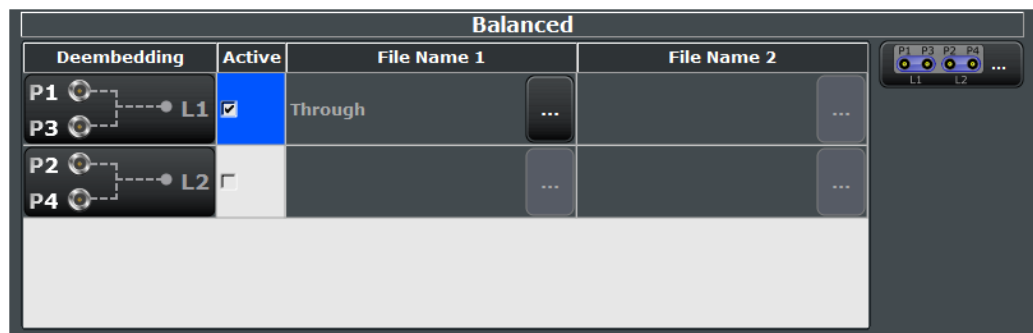 Balanced
Deembedding Active File Name 1 File Name 2
P1 P3 P2 P4
...
L1 L2
P1
L1 Through ... ...
P3
P2
L2 ... ...
P4